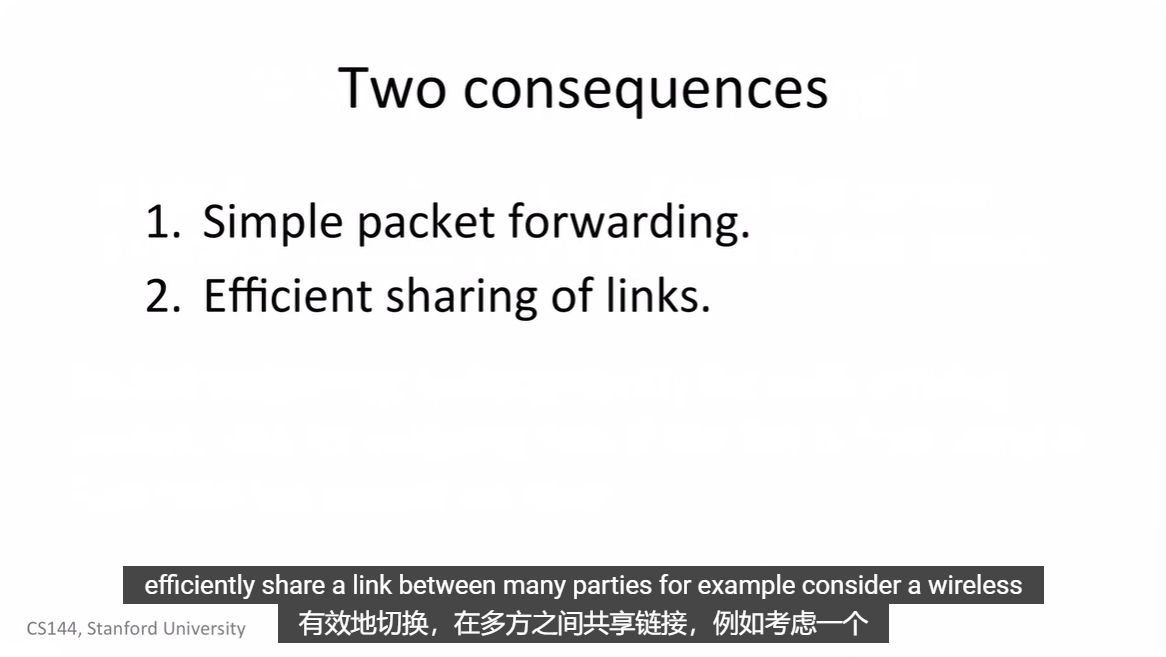 Two consequences
1. Simple packet forwarding.
2. Efficient sharing of links.
efficiently share a link between many parties for example consider a wireless
有效地切换，在多方之间共享链接，例如考虑一个
CS144, Stanford University